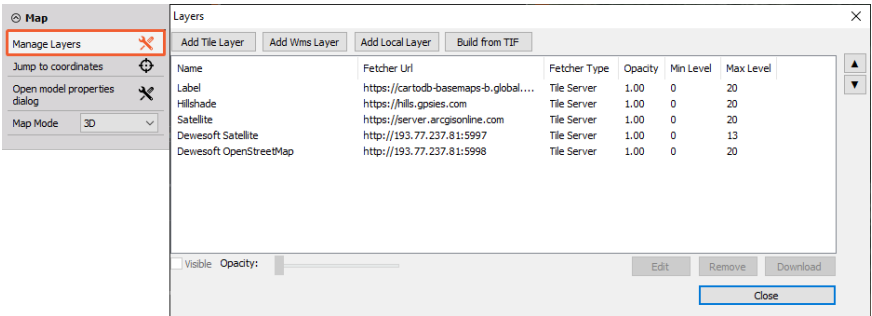 Map
Manage Layers
Jump to coordinates
Open model properties
dialog
Map Mode 3D
Layers
Add Tile Layer Add Wms Layer Add Local Layer Build from TIF
Name Fetcher Url Fetcher Type Opacity Min Level Max Level
Label https://cartodb-basemaps-b.global.... Tile Server 1.00 0 20
Hillshade https://hills.gpsies.com Tile Server 1.00 0 20
Satellite https://server.arcgisonline.com Tile Server 1.00 0 20
Dewesoft Satellite http://193.77.237.81:5997 Tile Server 1.00 0 13
Dewesoft OpenStreetMap http://193.77.237.81:5998 Tile Server 1.00 0 20
Visible Opacity: Edit Remove Download
Close